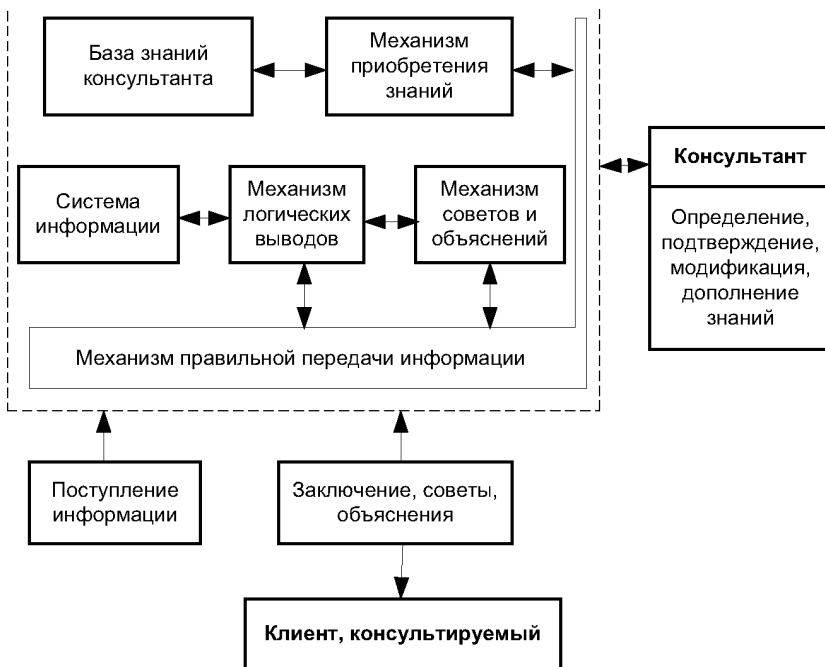 База знаний
консультанта
Механизм
приобретения
знаний
Консультант
Определение,
подтверждение,
модификация,
дополнение
знаний
Система
информации
Механизм
логических
выводов
Механизм
советов и
объяснений
Механизм правильной передачи информации
Поступление
информации
Заключение, советы,
объяснения
Клиент, консультируемый